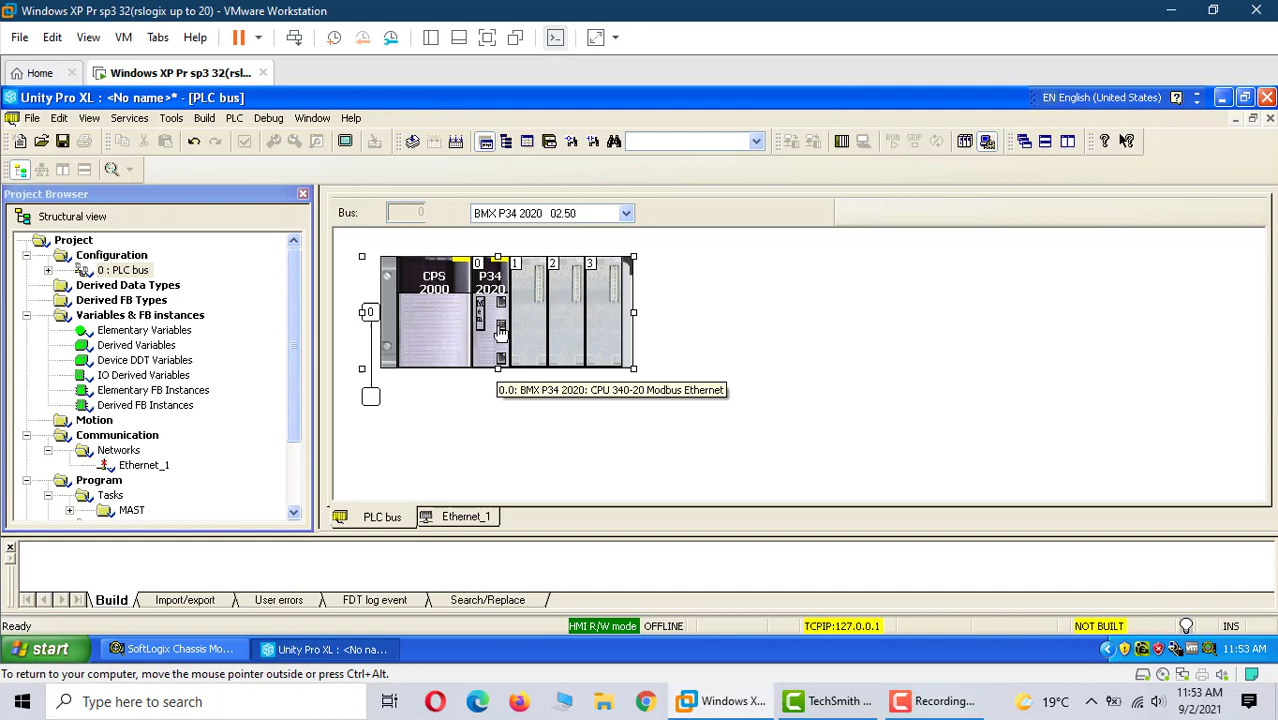 Windows XP Pr sp3 32(rslogix up to 20) - VMware Workstation
File Edit View VM Tabs Help
Home Windows XP Pr sp3 32(rsl...
Unity Pro XL : <No name>* - [PLC bus]
EN English (United States)
File Edit View Services Tools Build PLC Debug Window Help
Project Browser
Structural view
Project
Configuration
0 : PLC bus
Derived Data Types
Derived FB Types
Variables & FB instances
Elementary Variables
Derived Variables
Device DDT Variables
IO Derived Variables
Elementary FB Instances
Derived FB Instances
Motion
Communication
Networks
Ethernet_1
Program
Tasks
MAST
Bus: 0 BMX P34 2020 02.50
0 1 2 3
CPS 2000
P34 2020
0
0.0: BMX P34 2020: CPU 340-20 Modbus Ethernet
PLC bus Ethernet_1
Build Import/export User errors FDT log event Search/Replace
Ready HMI R/W mode OFFLINE TCPIP:127.0.0.1 NOT BUILT INS
start SoftLogix Chassis Mo... Unity Pro XL : <No na... 11:53 AM
To return to your computer, move the mouse pointer outside or press Ctrl+Alt.
Type here to search Windows X... TechSmith ... Recording... 19°C 11:53 AM
9/2/2021